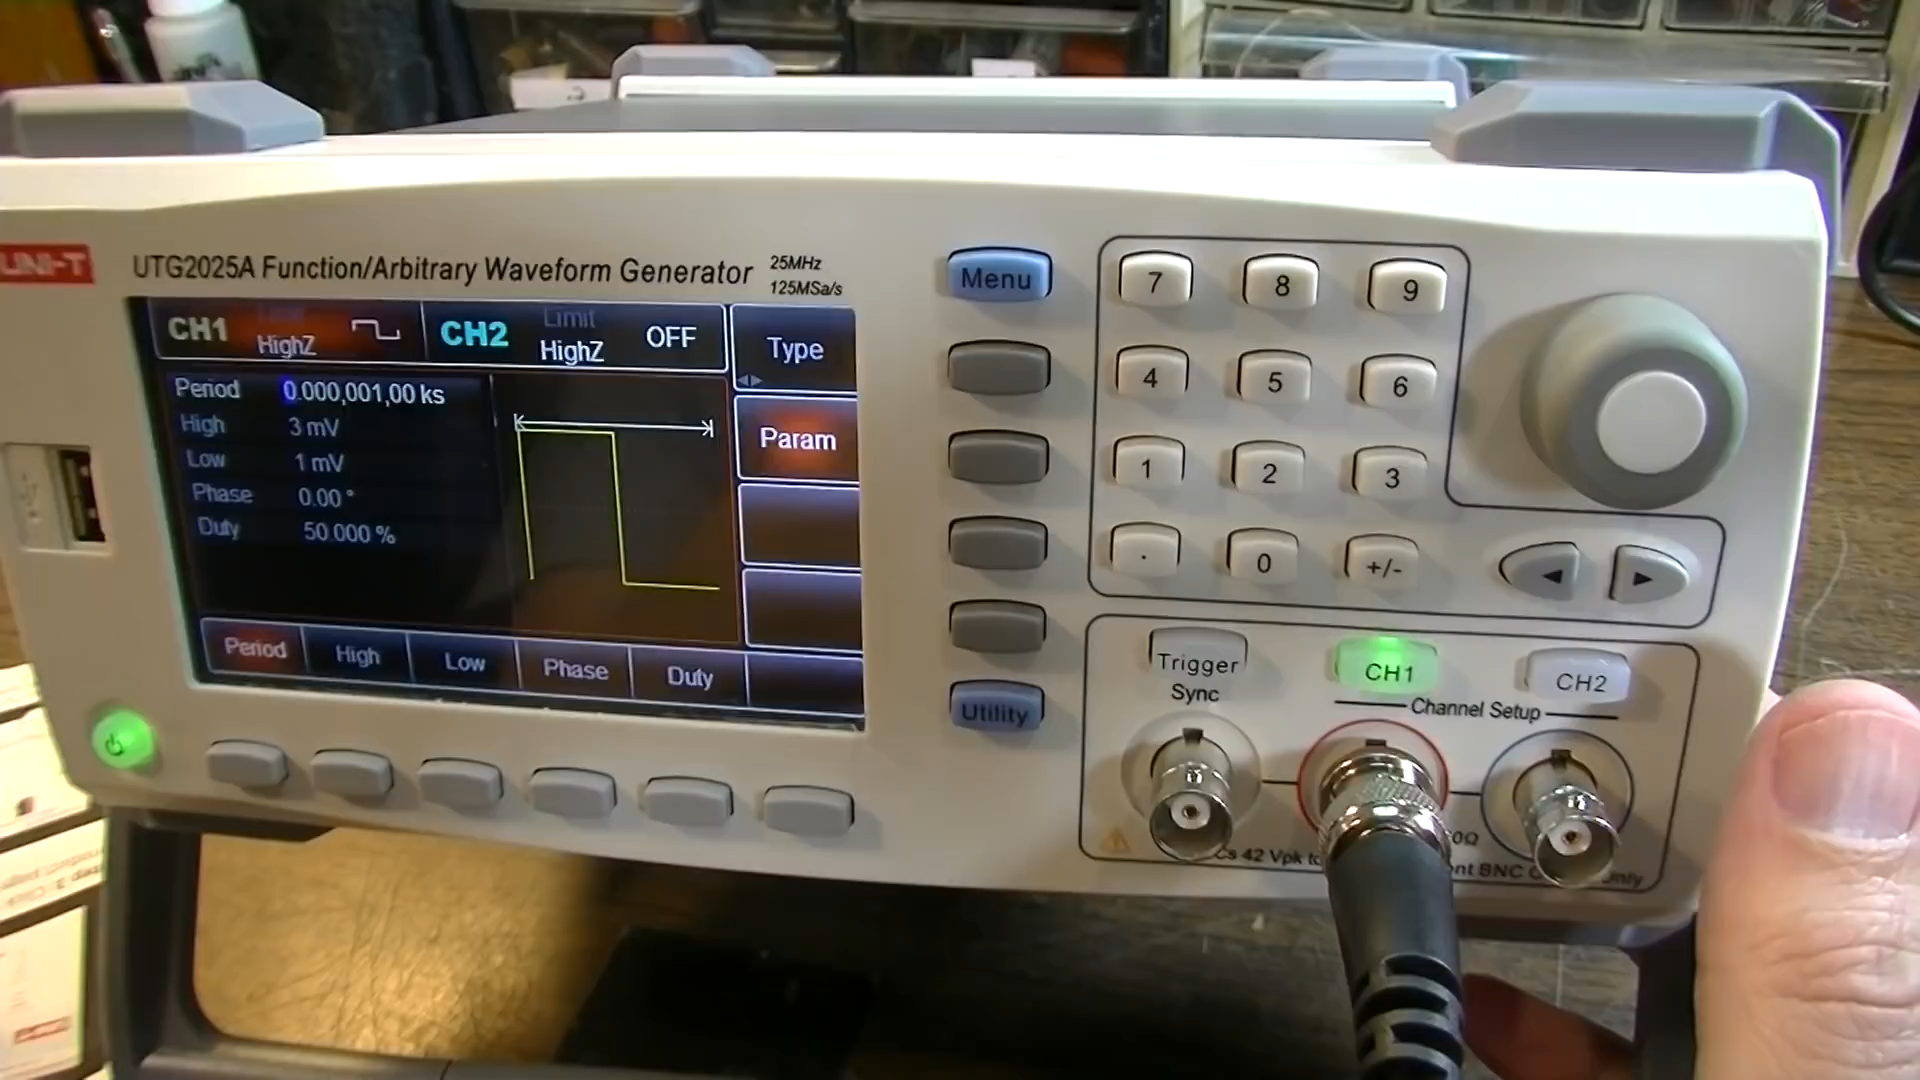 UNI-T
UTG2025A Function/Arbitrary Waveform Generator
25MHz
125MSa/s
CH1
HighZ
CH2
Limit
HighZ
OFF
Type
Period 0.000,001,00 ks
High 3 mV
Low 1 mV
Phase 0.00 °
Duty 50.000 %
Param
Period High Low Phase Duty
Menu
Utility
7 8 9
4 5 6
1 2 3
. 0 +/-
Trigger
Sync
CH1
CH2
Channel Setup
42 Vpk
0Ω
BNC